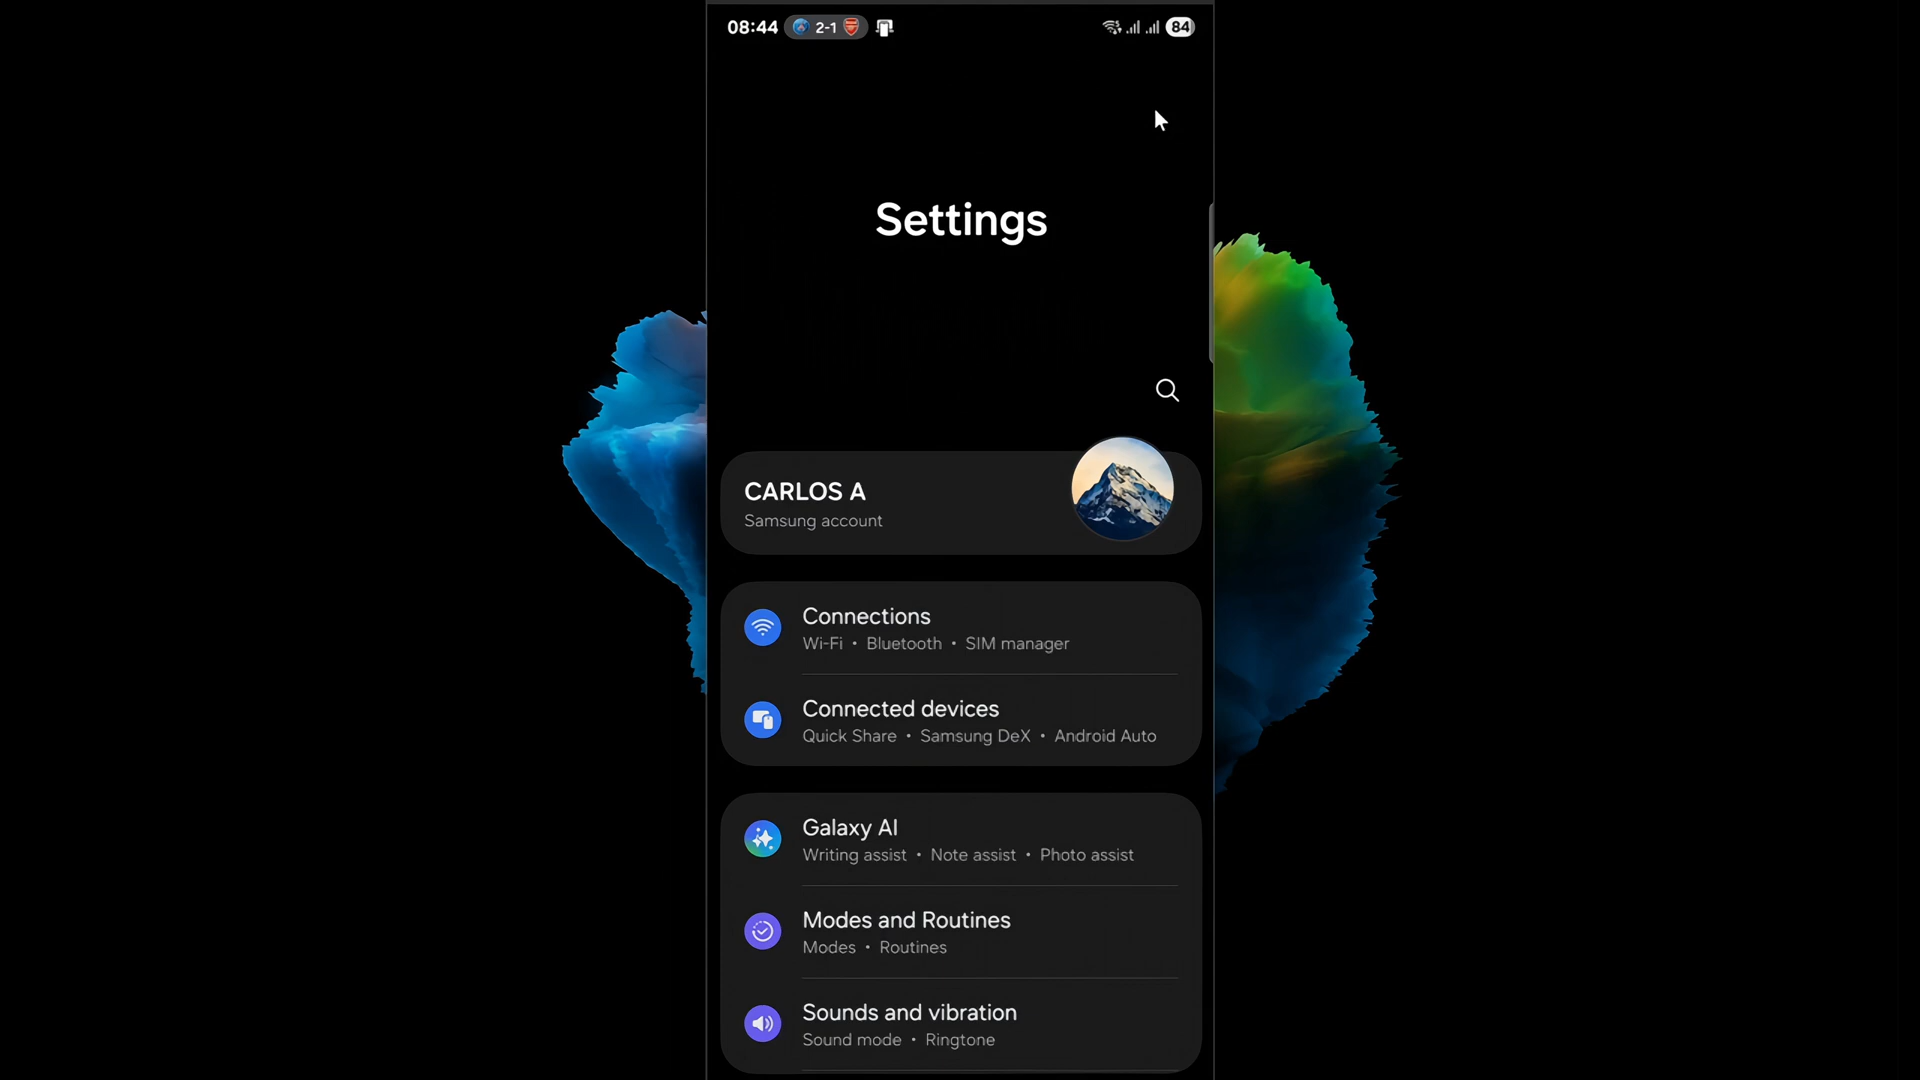 08:44 2-1 84
Settings
CARLOS A
Samsung account
Connections
Wi-Fi • Bluetooth • SIM manager
Connected devices
Quick Share • Samsung DeX • Android Auto
Galaxy AI
Writing assist • Note assist • Photo assist
Modes and Routines
Modes • Routines
Sounds and vibration
Sound mode • Ringtone